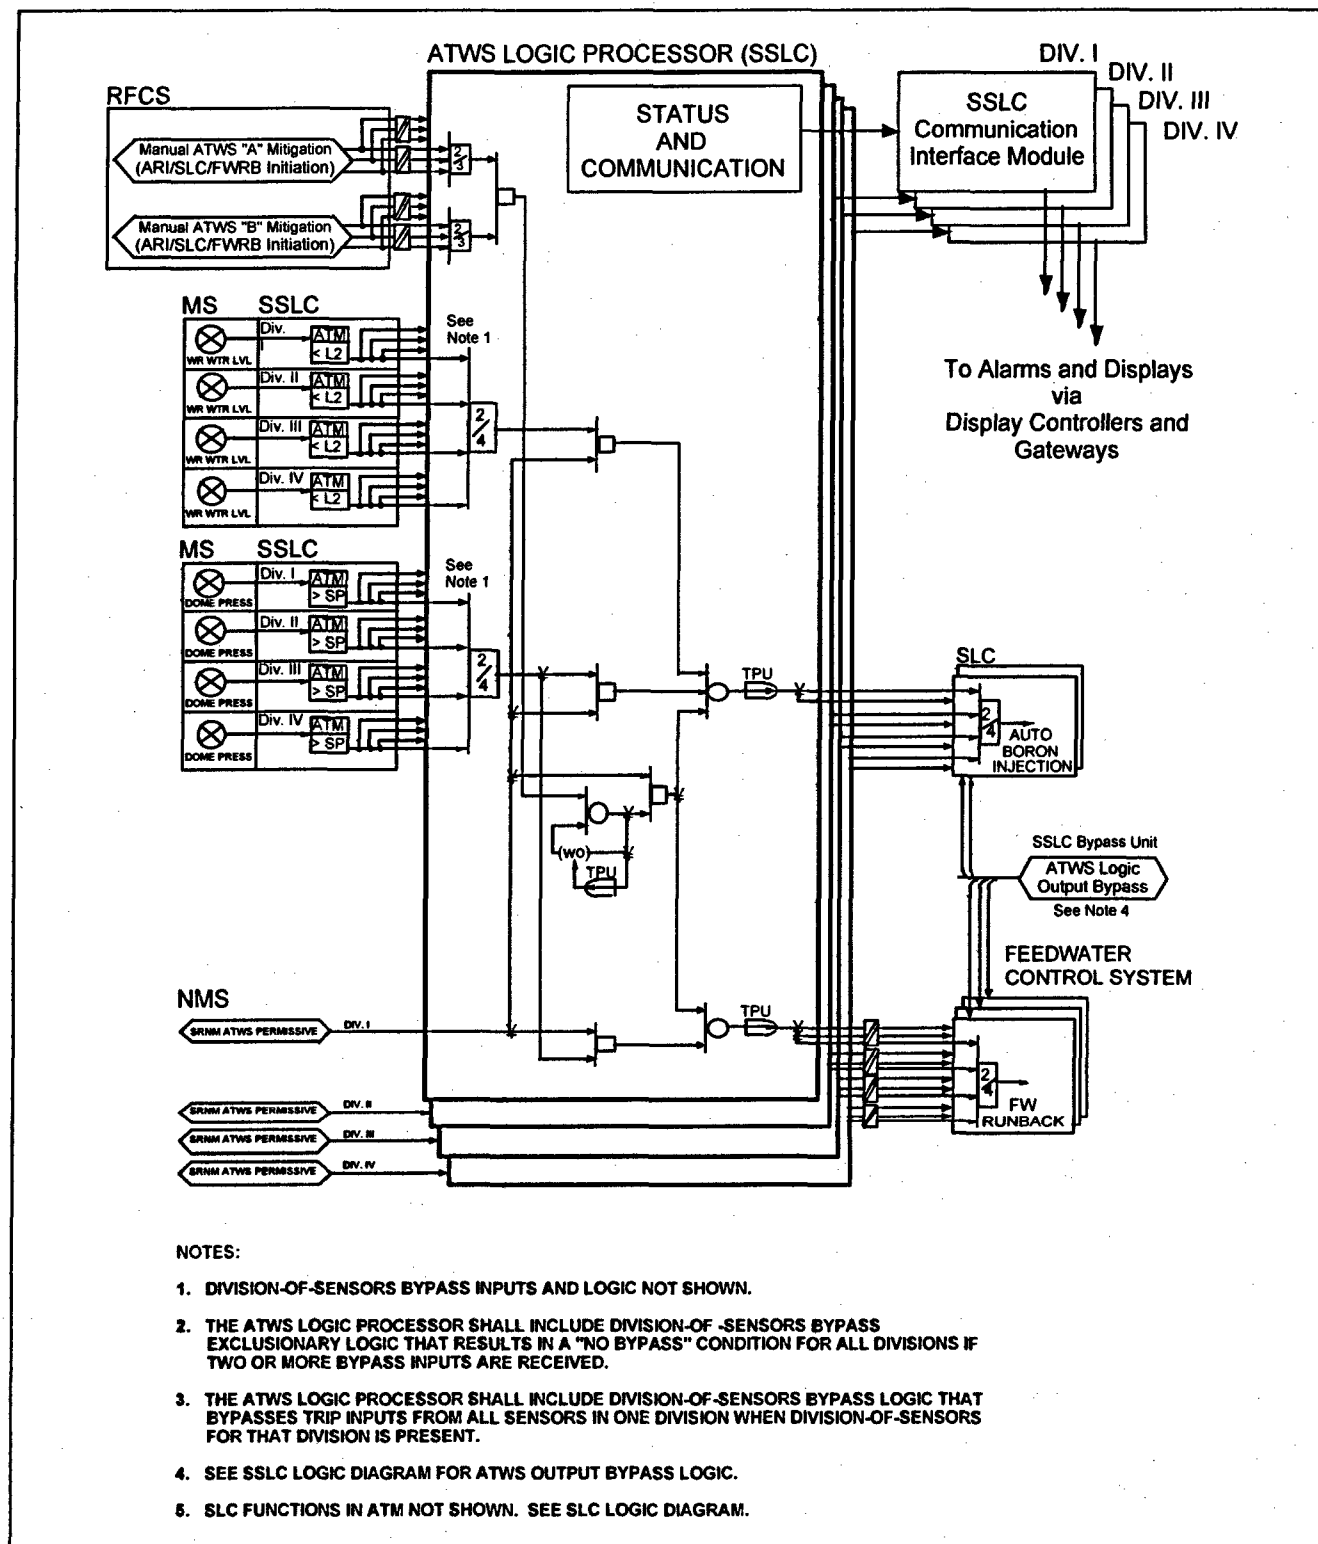 ATWS LOGIC PROCESSOR (SSLC)
DIV. I
DIV. II
DIV. III
DIV. IV
RFCS
STATUS
AND
COMMUNICATION
SSLC
Communication
Interface Module
Manual ATWS "A" Mitigation
(ARI/SLC/FWRB Initiation)
2/3
Manual ATWS "B" Mitigation
(ARI/SLC/FWRB Initiation)
2/3
MS
SSLC
See
Note 1
WR WTR LVL
Div. I
ATM
< L2
WR WTR LVL
Div. II
ATM
< L2
WR WTR LVL
Div. III
ATM
< L2
WR WTR LVL
Div. IV
ATM
< L2
2/4
To Alarms and Displays
via
Display Controllers and
Gateways
MS
SSLC
See
Note 1
DOME PRESS
Div. I
ATM
> SP
DOME PRESS
Div. II
ATM
> SP
DOME PRESS
Div. III
ATM
> SP
DOME PRESS
Div. IV
ATM
> SP
2/4
TPU
SLC
2/4
AUTO
BORON
INJECTION
(WO)
TPU
SSLC Bypass Unit
ATWS Logic
Output Bypass
See Note 4
FEEDWATER
CONTROL SYSTEM
NMS
SRNM ATWS PERMISSIVE
DIV. I
TPU
2/4
FW
RUNBACK
SRNM ATWS PERMISSIVE
DIV. II
SRNM ATWS PERMISSIVE
DIV. III
SRNM ATWS PERMISSIVE
DIV. IV
NOTES:
1. DIVISION-OF-SENSORS BYPASS INPUTS AND LOGIC NOT SHOWN.
2. THE ATWS LOGIC PROCESSOR SHALL INCLUDE DIVISION-OF -SENSORS BYPASS
EXCLUSIONARY LOGIC THAT RESULTS IN A "NO BYPASS" CONDITION FOR ALL DIVISIONS IF
TWO OR MORE BYPASS INPUTS ARE RECEIVED.
3. THE ATWS LOGIC PROCESSOR SHALL INCLUDE DIVISION-OF-SENSORS BYPASS LOGIC THAT
BYPASSES TRIP INPUTS FROM ALL SENSORS IN ONE DIVISION WHEN DIVISION-OF-SENSORS
FOR THAT DIVISION IS PRESENT.
4. SEE SSLC LOGIC DIAGRAM FOR ATWS OUTPUT BYPASS LOGIC.
5. SLC FUNCTIONS IN ATM NOT SHOWN. SEE SLC LOGIC DIAGRAM.